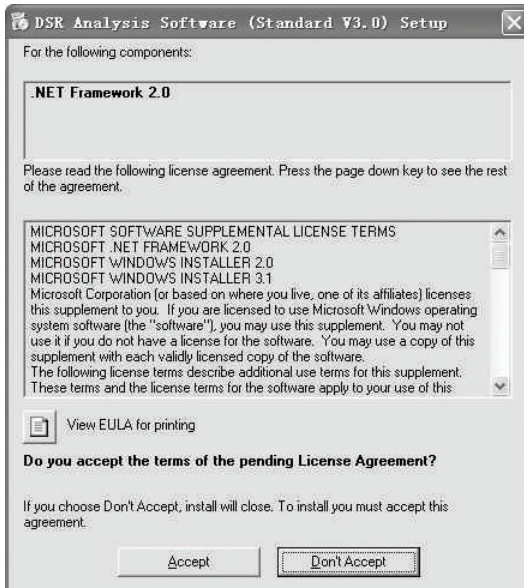 DSR Analysis Software (Standard V3.0) Setup
For the following components:
.NET Framework 2.0
Please read the following license agreement. Press the page down key to see the rest
of the agreement.
MICROSOFT SOFTWARE SUPPLEMENTAL LICENSE TERMS
MICROSOFT .NET FRAMEWORK 2.0
MICROSOFT WINDOWS INSTALLER 2.0
MICROSOFT WINDOWS INSTALLER 3.1
Microsoft Corporation (or based on where you live, one of its affiliates) licenses
this supplement to you. If you are licensed to use Microsoft Windows operating
system software (the "software"), you may use this supplement. You may not
use it if you do not have a license for the software. You may use a copy of this
supplement with each validly licensed copy of the software.
The following license terms describe additional use terms for this supplement.
These terms and the license terms for the software apply to your use of this
View EULA for printing
Do you accept the terms of the pending License Agreement?
If you choose Don't Accept, install will close. To install you must accept this
agreement.
Accept
Don't Accept